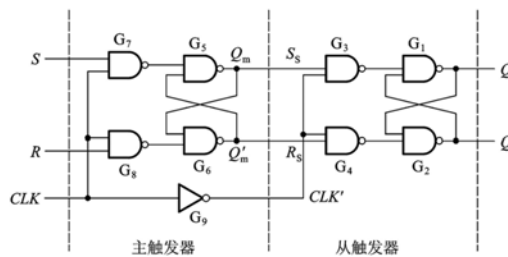 G₇ G₅ Qₘ Sₛ G₃ G₁
S Q
R Q
G₈ G₆ Q′ₘ Rₛ G₄ G₂
CLK G₉ CLK′
主触发器 从触发器